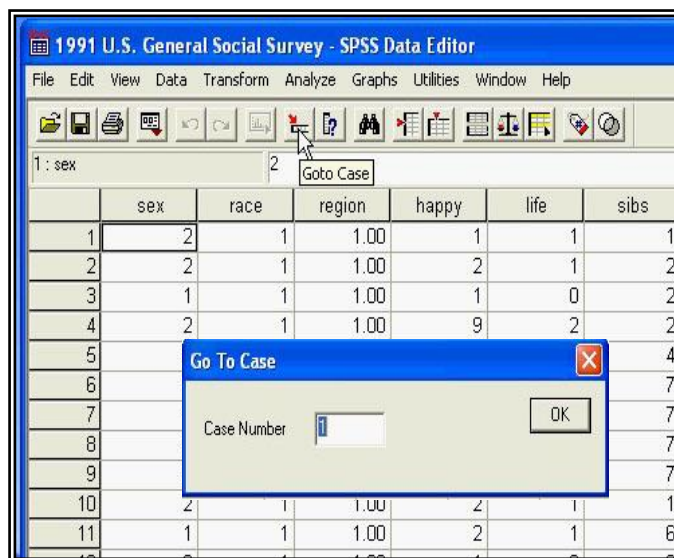 1991 U.S. General Social Survey - SPSS Data Editor
File Edit View Data Transform Analyze Graphs Utilities Window Help
1 : sex 2
Goto Case
sex race region happy life sibs
1 2 1 1.00 1 1 1
2 2 1 1.00 2 1 2
3 1 1 1.00 1 0 2
4 2 1 1.00 9 2 2
5 4
Go To Case
6 7
7 7
Case Number 1 OK
8 7
9 7
10 2 1 1.00 2 1 1
11 1 1 1.00 2 1 6